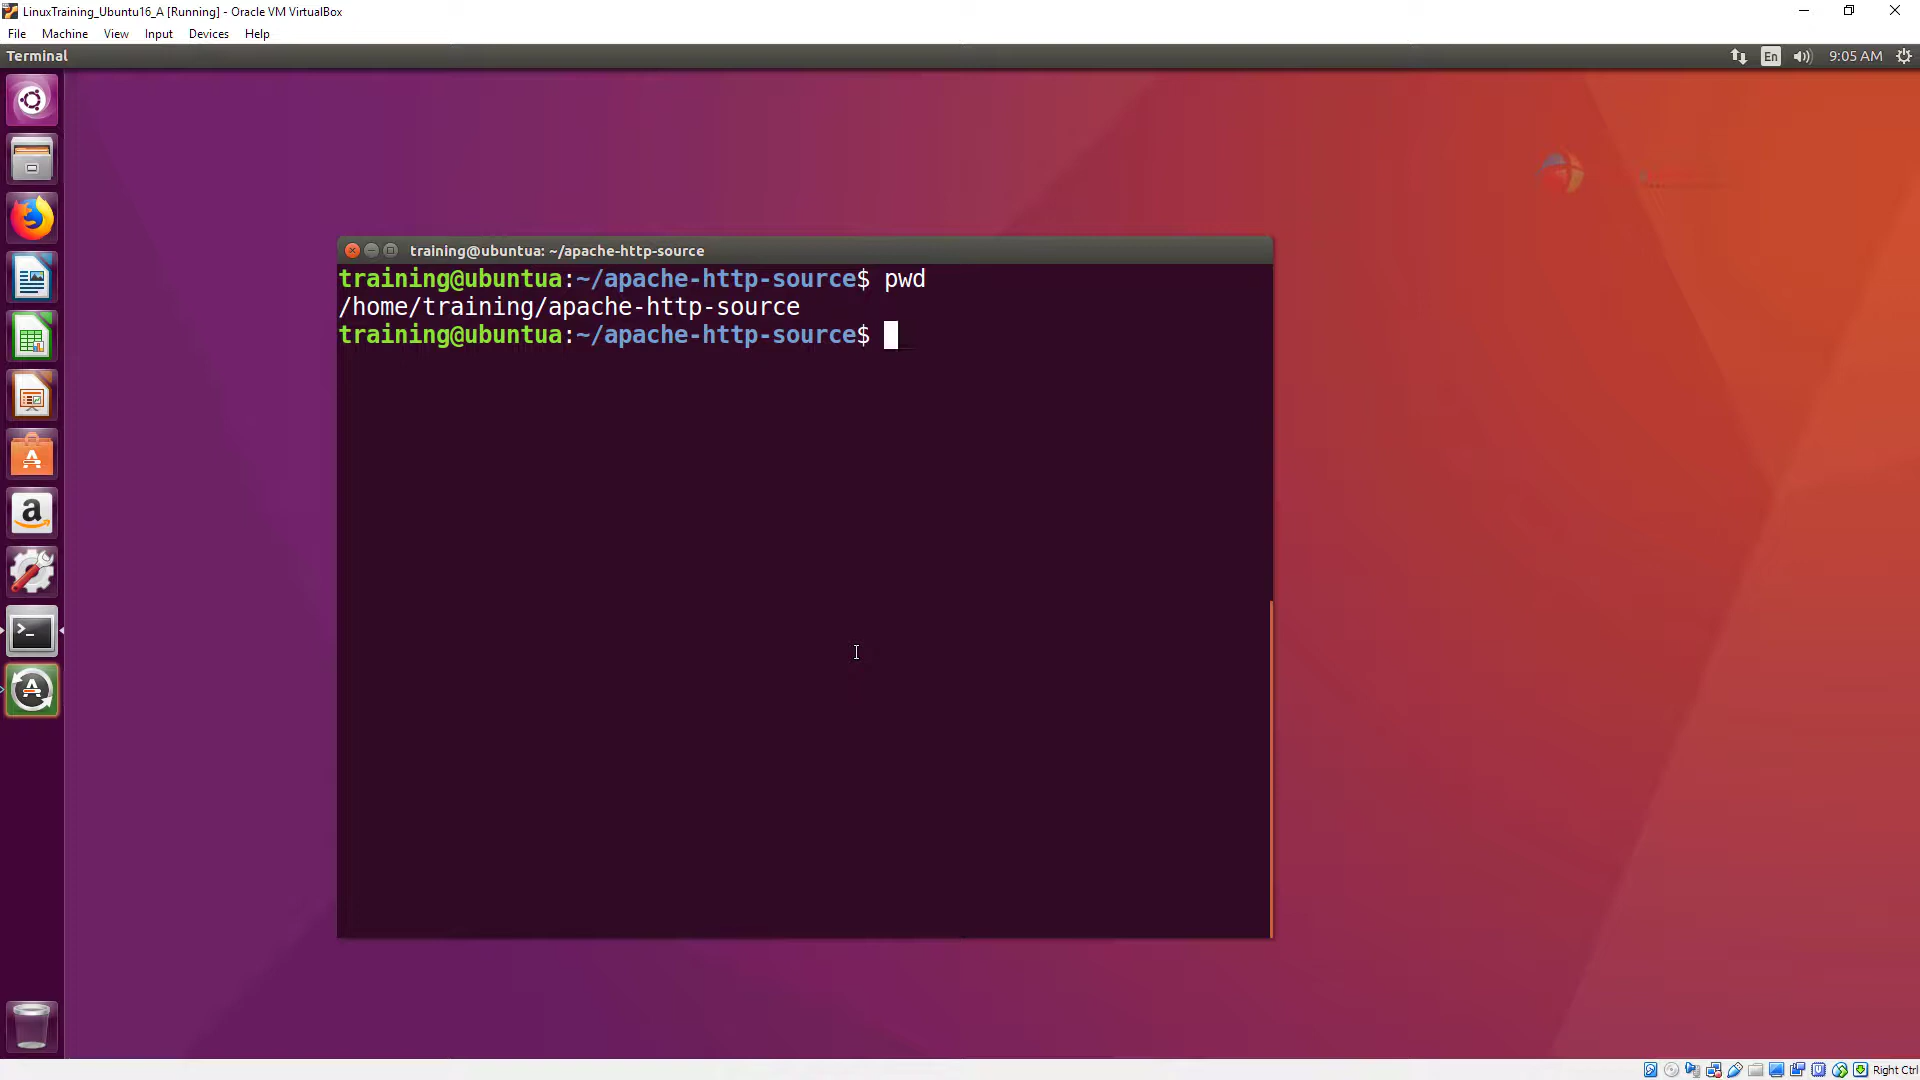 LinuxTraining_Ubuntu16_A [Running] - Oracle VM VirtualBox
File Machine View Input Devices Help
Terminal
En
9:05 AM
training@ubuntua: ~/apache-http-source
training@ubuntua:~/apache-http-source$ pwd
/home/training/apache-http-source
training@ubuntua:~/apache-http-source$
Right Ctrl